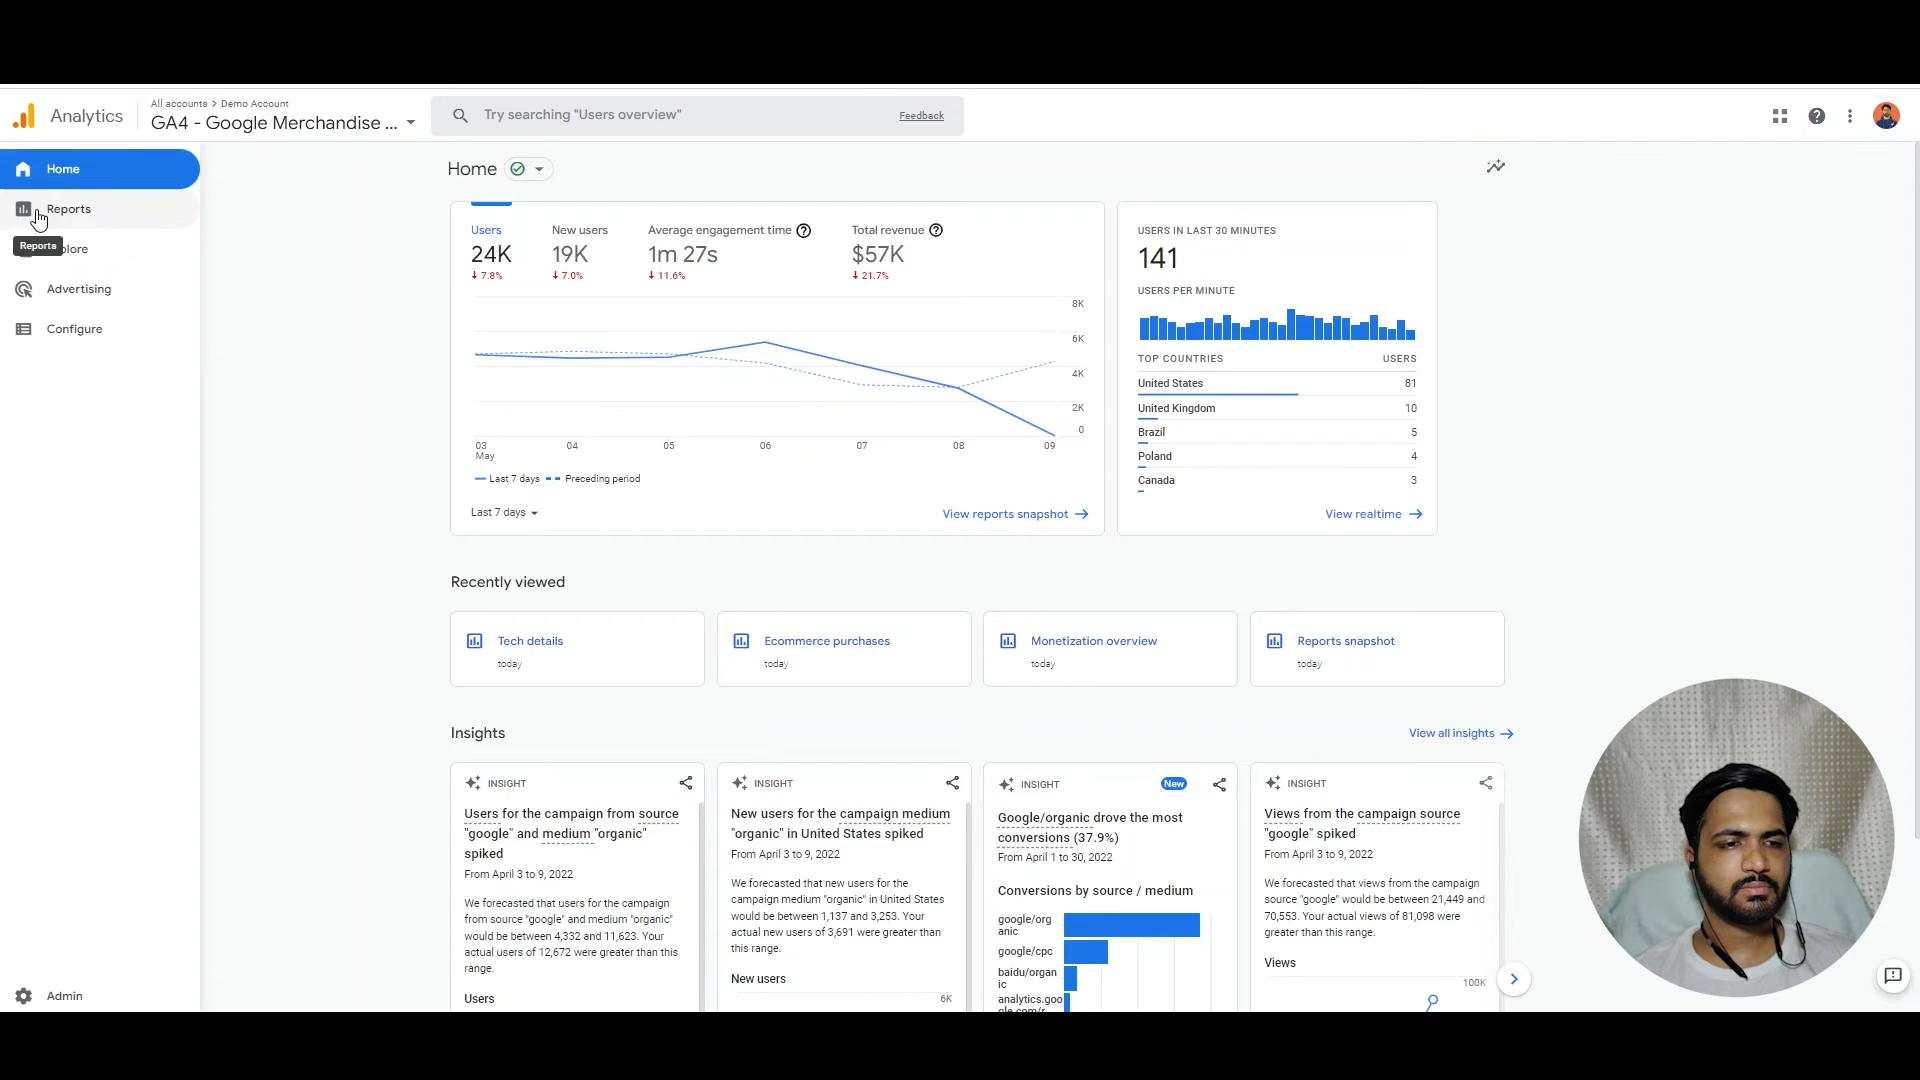 Analytics
All accounts > Demo Account
GA4 - Google Merchandise ...
Try searching "Users overview"
Feedback
Home
Reports
Reports
plore
Advertising
Configure
Admin
Home
Users
24K
7.8%
New users
19K
7.0%
Average engagement time
1m 27s
11.6%
Total revenue
$57K
21.7%
8K
6K
4K
2K
0
03 04 05 06 07 08 09
May
Last 7 days Preceding period
Last 7 days
View reports snapshot
USERS IN LAST 30 MINUTES
141
USERS PER MINUTE
TOP COUNTRIES USERS
United States 81
United Kingdom 10
Brazil 5
Poland 4
Canada 3
View realtime
Recently viewed
Tech details
today
Ecommerce purchases
today
Monetization overview
today
Reports snapshot
today
Insights
View all insights
INSIGHT
Users for the campaign from source
"google" and medium "organic"
spiked
From April 3 to 9, 2022
We forecasted that users for the campaign
from source "google" and medium "organic"
would be between 4,332 and 11,623. Your
actual users of 12,672 were greater than this
range.
Users
INSIGHT
New users for the campaign medium
"organic" in United States spiked
From April 3 to 9, 2022
We forecasted that new users for the
campaign medium "organic" in United States
would be between 1,137 and 3,253. Your
actual new users of 3,691 were greater than
this range.
New users
6K
INSIGHT
New
Google/organic drove the most
conversions (37.9%)
From April 1 to 30, 2022
Conversions by source / medium
google/org
anic
google/cpc
baidu/organ
ic
analytics.goo
INSIGHT
Views from the campaign source
"google" spiked
From April 3 to 9, 2022
We forecasted that views from the campaign
source "google" would be between 21,449 and
70,553. Your actual views of 81,098 were
greater than this range.
Views
100K